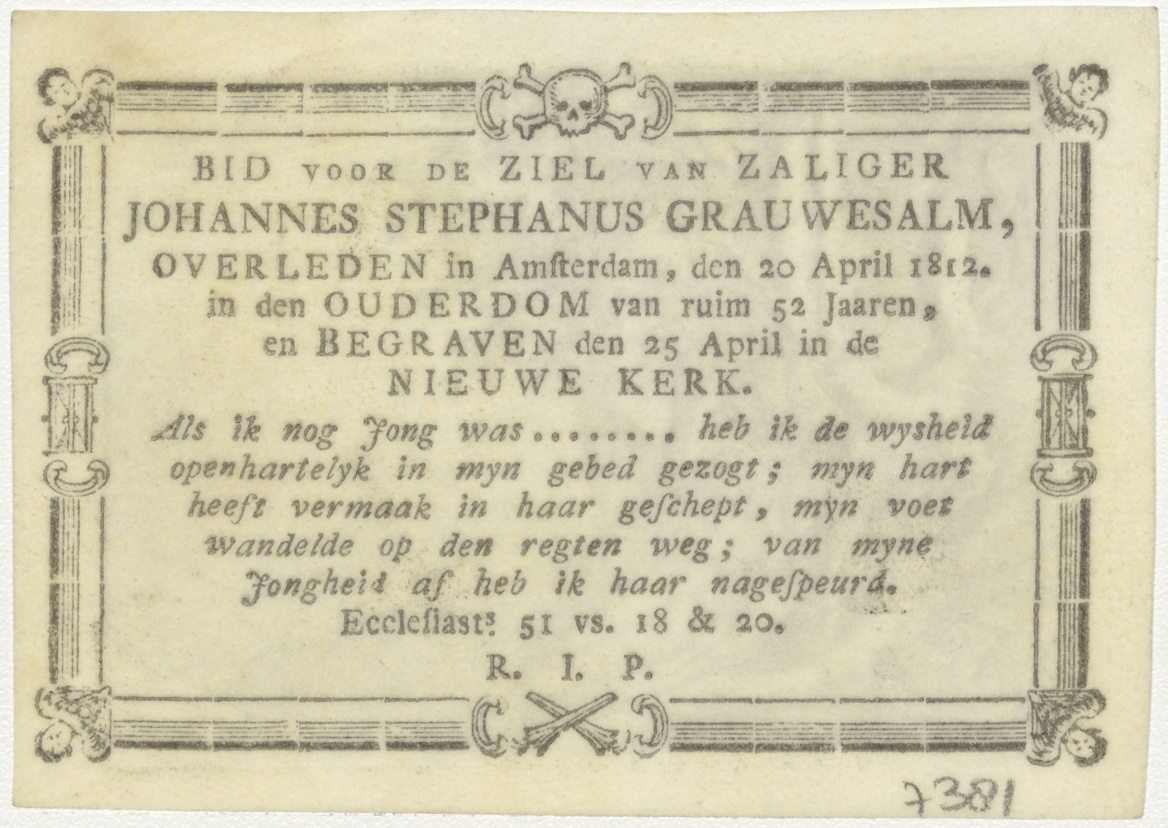 BID VOOR DE ZIEL VAN ZALIGER
JOHANNES STEPHANUS GRAUWESALM,
OVERLEDEN in Amſterdam, den 20 April 1812.
in den OUDERDOM van ruim 52 Jaaren,
en BEGRAVEN den 25 April in de
NIEUWE KERK.
Als ik nog Jong was........ heb ik de wysheid
openhartelyk in myn gebed gezogt; myn hart
heeft vermaak in haar geſchept, myn voet
wandelde op den regten weg; van myne
Jongheid af heb ik haar nageſpeurd.
Eccleſiast.s 51 vs. 18 & 20.
R. I. P.
7381